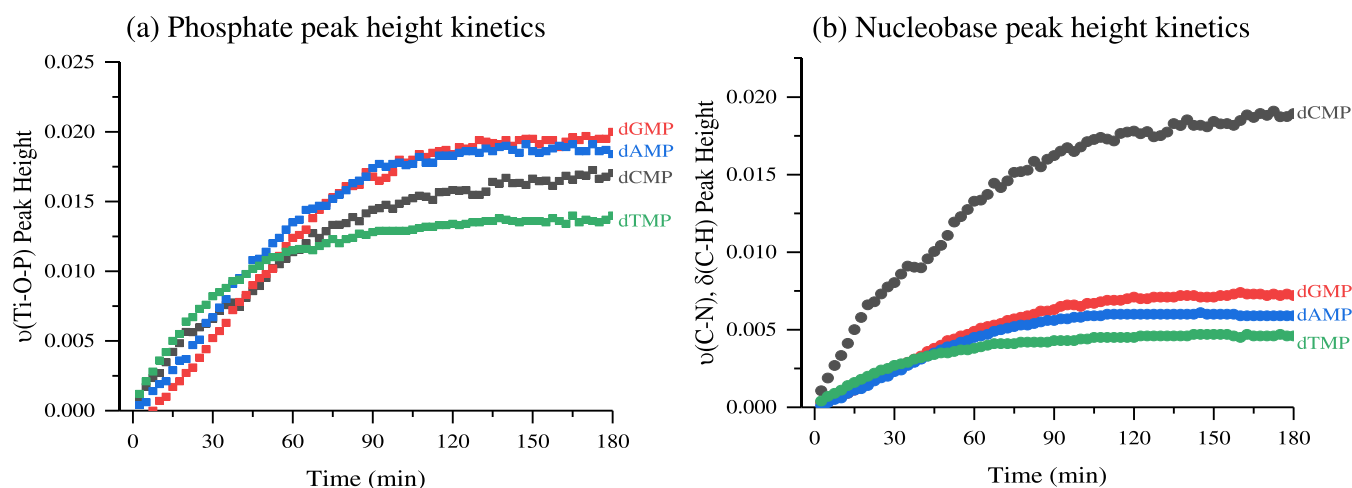 (a) Phosphate peak height kinetics
υ(Ti-O-P) Peak Height
0.025
0.020
0.015
0.010
0.005
0.000
dGMP
dAMP
dCMP
dTMP
0 30 60 90 120 150 180
Time (min)
(b) Nucleobase peak height kinetics
υ(C-N), δ(C-H) Peak Height
0.020
0.015
0.010
0.005
0.000
dCMP
dGMP
dAMP
dTMP
0 30 60 90 120 150 180
Time (min)